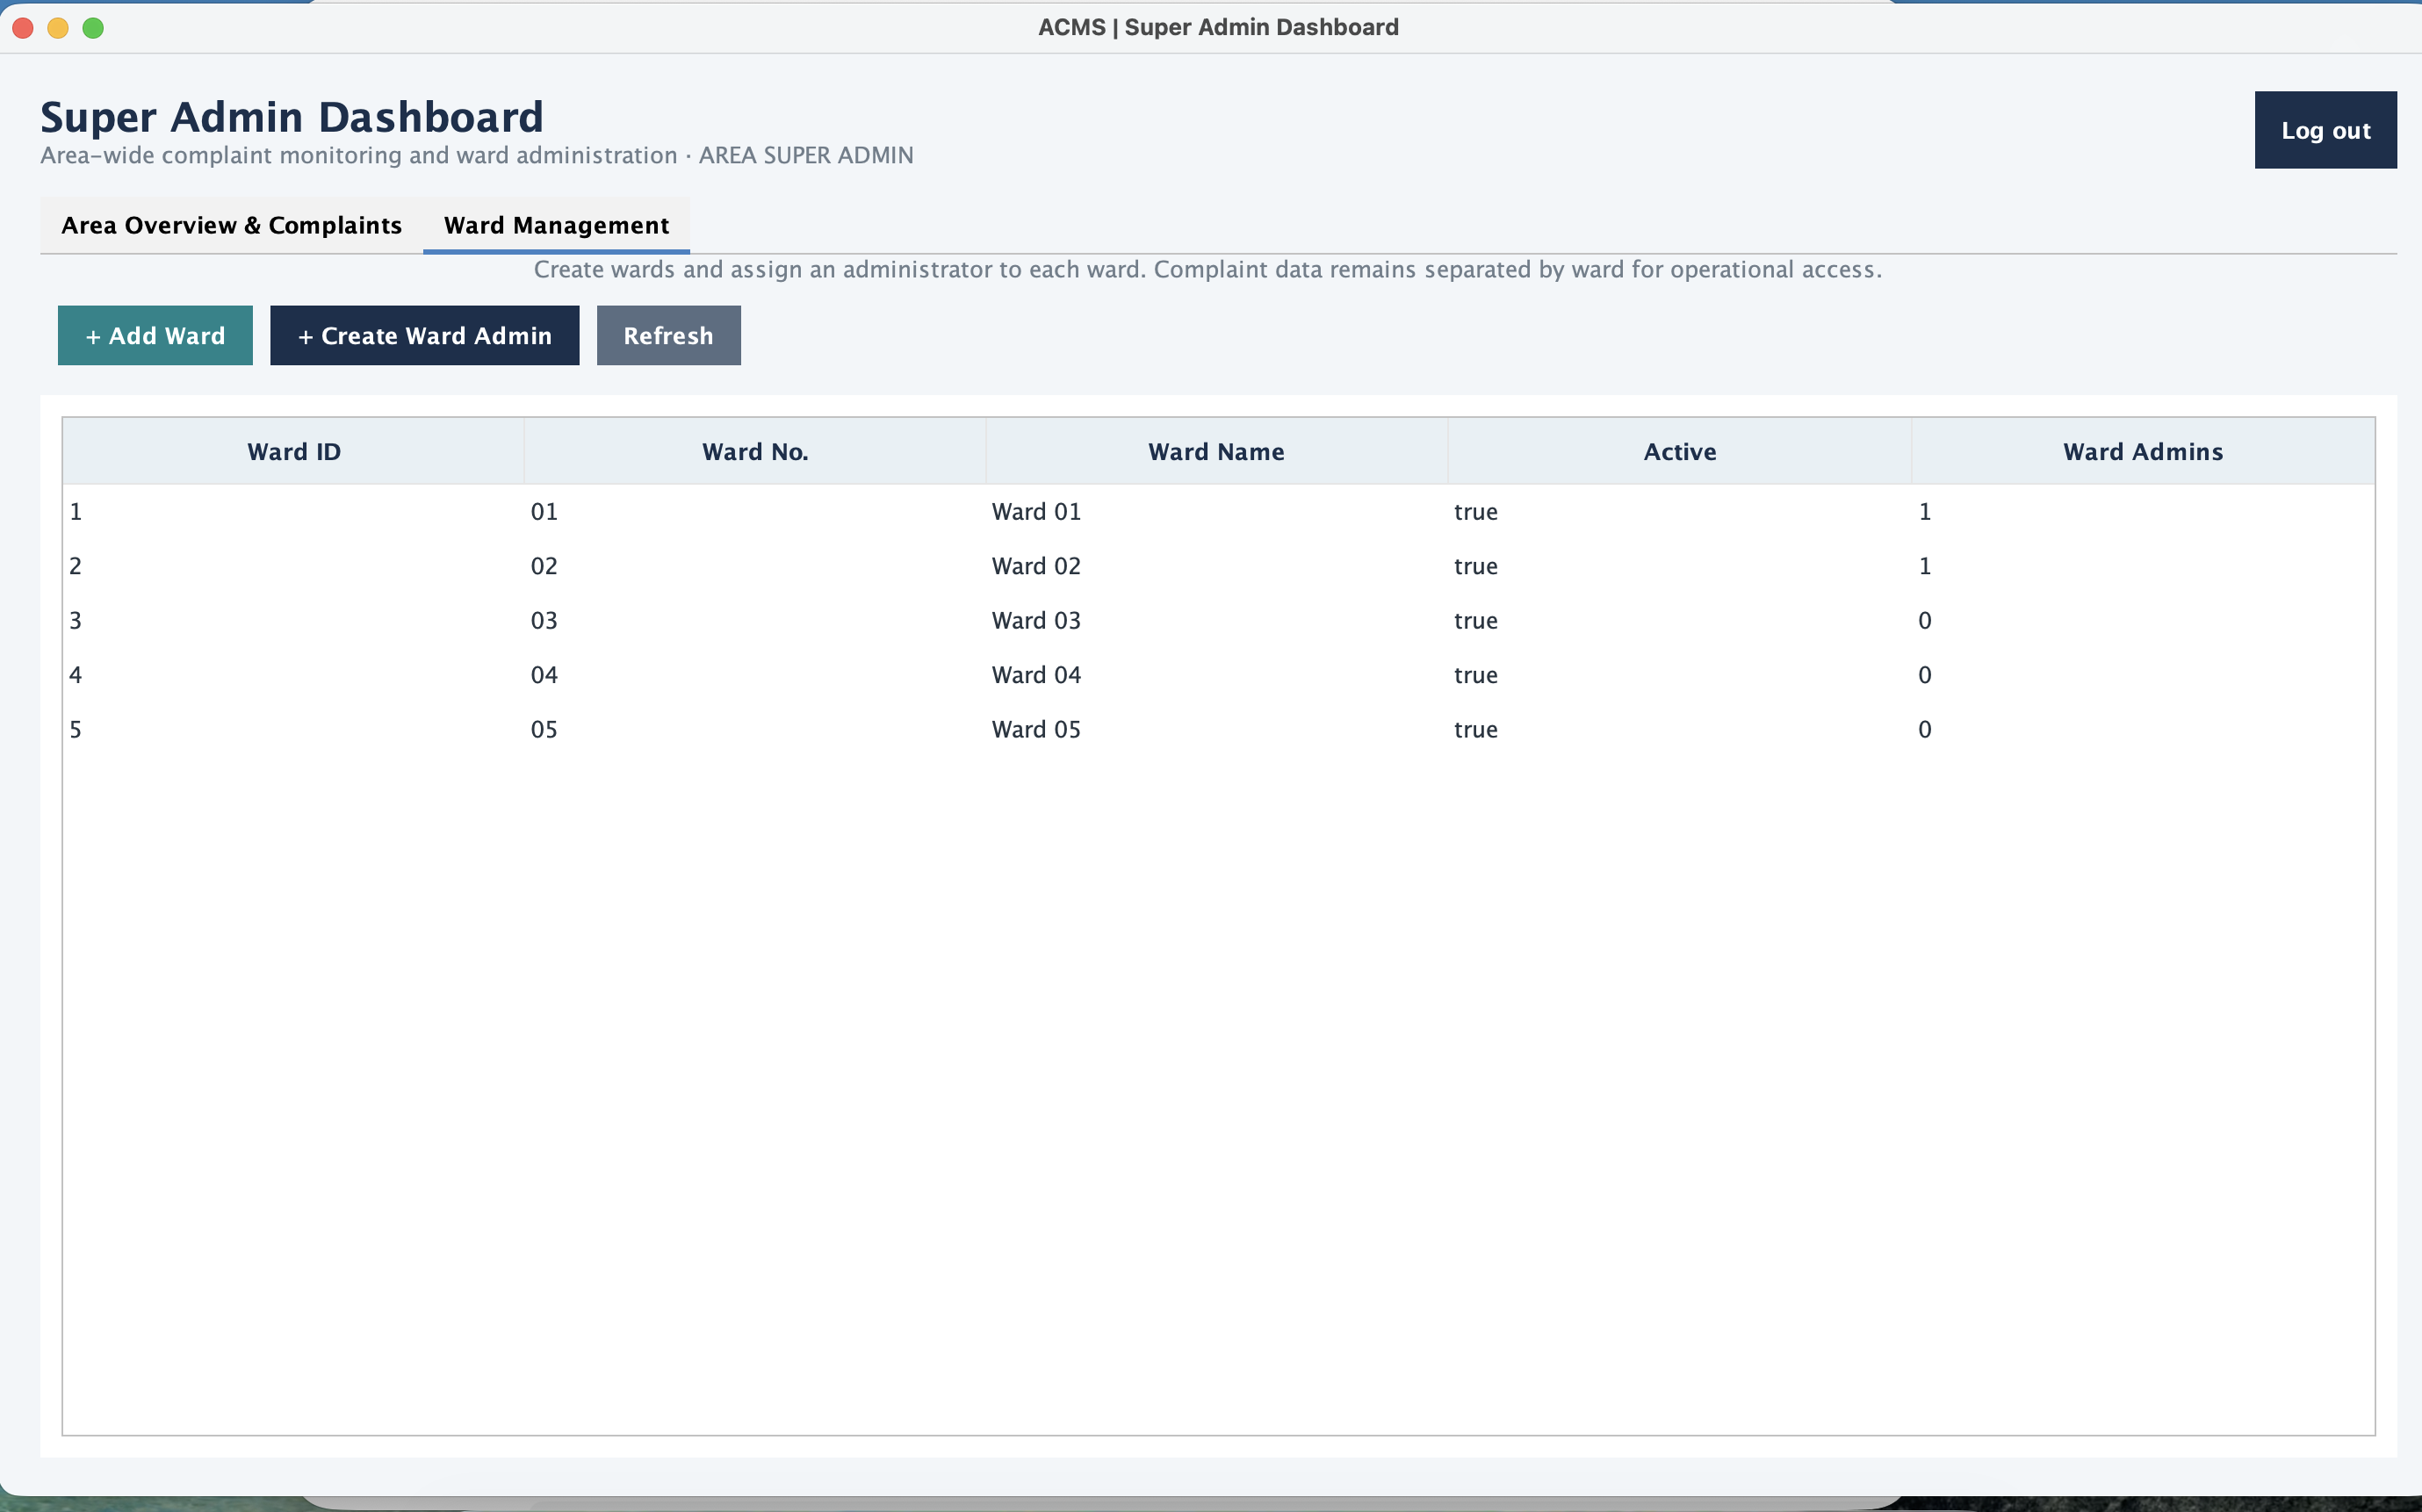 ACMS | Super Admin Dashboard
Super Admin Dashboard
Area-wide complaint monitoring and ward administration · AREA SUPER ADMIN
Log out
Area Overview & Complaints Ward Management
Create wards and assign an administrator to each ward. Complaint data remains separated by ward for operational access.
+ Add Ward + Create Ward Admin Refresh
Ward ID Ward No. Ward Name Active Ward Admins
1 01 Ward 01 true 1
2 02 Ward 02 true 1
3 03 Ward 03 true 0
4 04 Ward 04 true 0
5 05 Ward 05 true 0